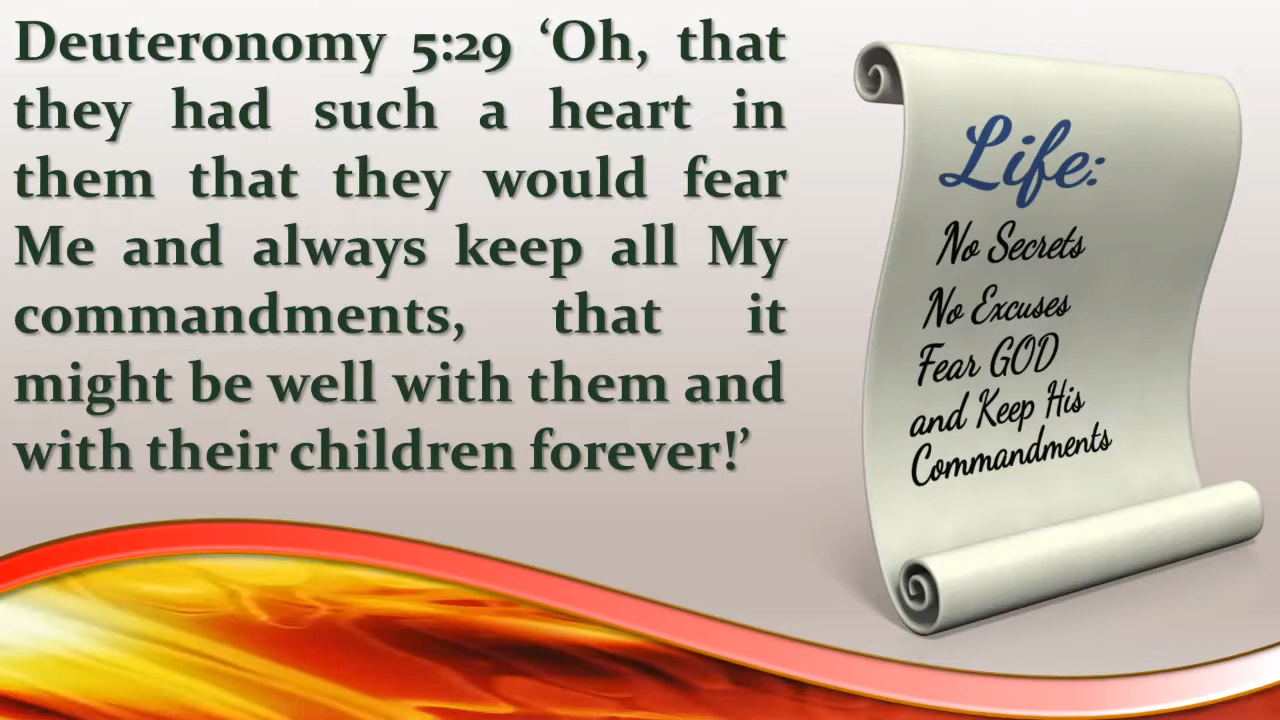 Deuteronomy 5:29 ‘Oh, that
they had such a heart in
them that they would fear
Me and always keep all My
commandments, that it
might be well with them and
with their children forever!’
Life:
No Secrets
No Excuses
Fear GOD
and Keep His
Commandments